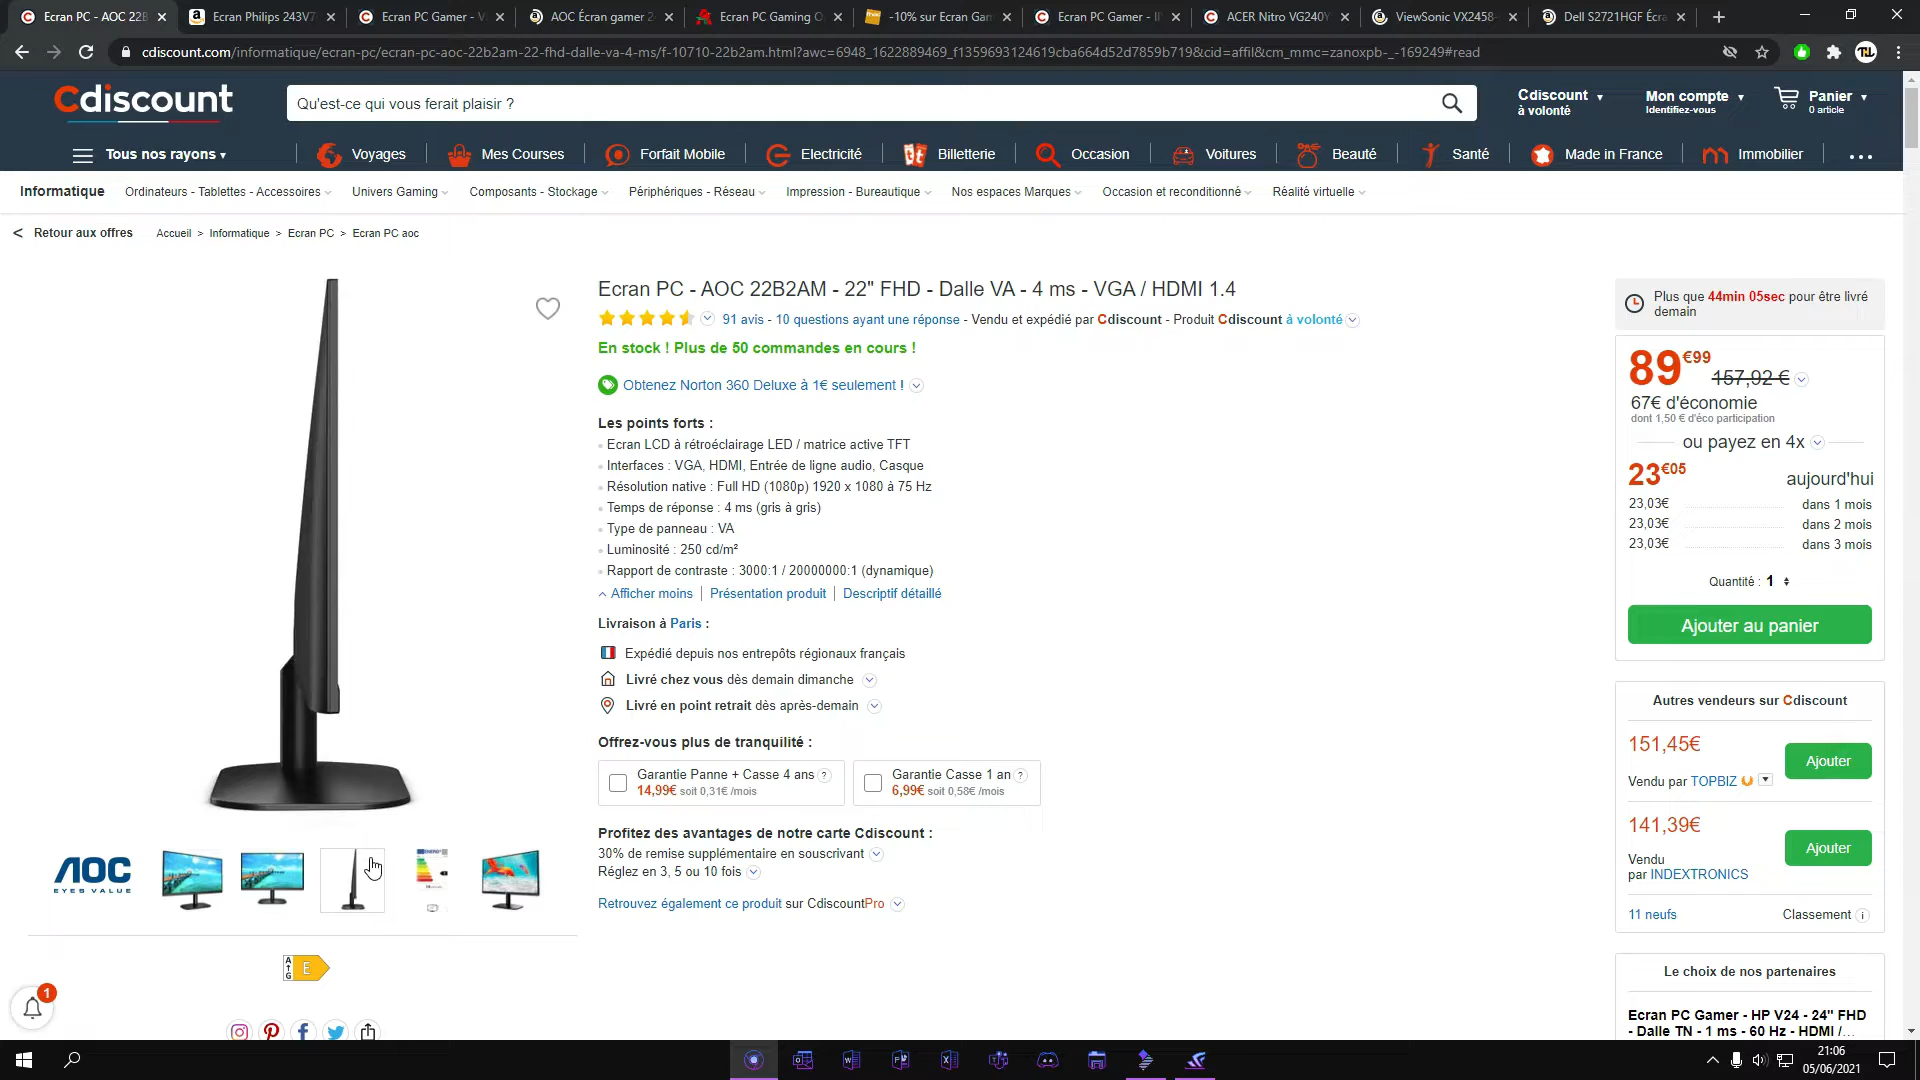 Ecran PC - AOC 22B
Ecran Philips 243V7
Ecran PC Gamer - V
AOC Écran gamer 2
Ecran PC Gaming O
-10% sur Ecran Gam
Ecran PC Gamer - II
ACER Nitro VG240Y
ViewSonic VX2458-
Dell S2721HGF Écra
cdiscount.com/informatique/ecran-pc/ecran-pc-aoc-22b2am-22-fhd-dalle-va-4-ms/f-10710-22b2am.html?awc=6948_1622889469_f1359693124619cba664d52d7859b719&cid=affil&cm_mmc=zanoxpb-_-169249#read
Cdiscount
Qu'est-ce qui vous ferait plaisir ?
Cdiscount
à volonté
Mon compte
Identifiez-vous
Panier
0 article
Tous nos rayons
Voyages
Mes Courses
Forfait Mobile
Electricité
Billetterie
Occasion
Voitures
Beauté
Santé
Made in France
Immobilier
Informatique
Ordinateurs - Tablettes - Accessoires
Univers Gaming
Composants - Stockage
Périphériques - Réseau
Impression - Bureautique
Nos espaces Marques
Occasion et reconditionné
Réalité virtuelle
< Retour aux offres
Accueil > Informatique > Ecran PC > Ecran PC aoc
Ecran PC - AOC 22B2AM - 22" FHD - Dalle VA - 4 ms - VGA / HDMI 1.4
91 avis - 10 questions ayant une réponse - Vendu et expédié par Cdiscount - Produit Cdiscount à volonté
En stock ! Plus de 50 commandes en cours !
Obtenez Norton 360 Deluxe à 1€ seulement !
Les points forts :
Ecran LCD à rétroéclairage LED / matrice active TFT
Interfaces : VGA, HDMI, Entrée de ligne audio, Casque
Résolution native : Full HD (1080p) 1920 x 1080 à 75 Hz
Temps de réponse : 4 ms (gris à gris)
Type de panneau : VA
Luminosité : 250 cd/m²
Rapport de contraste : 3000:1 / 20000000:1 (dynamique)
Afficher moins | Présentation produit | Descriptif détaillé
Livraison à Paris :
Expédié depuis nos entrepôts régionaux français
Livré chez vous dès demain dimanche
Livré en point retrait dès après-demain
Offrez-vous plus de tranquilité :
Garantie Panne + Casse 4 ans ?
14,99€ soit 0,31€ /mois
Garantie Casse 1 an ?
6,99€ soit 0,58€ /mois
Profitez des avantages de notre carte Cdiscount :
30% de remise supplémentaire en souscrivant
Réglez en 3, 5 ou 10 fois
Retrouvez également ce produit sur CdiscountPro
AOC
EYES VALUE
A
G
E
1
Plus que 44min 05sec pour être livré
demain
89€99 157,92 €
67€ d'économie
dont 1,50 € d'éco participation
ou payez en 4x
23€05 aujourd'hui
23,03€ dans 1 mois
23,03€ dans 2 mois
23,03€ dans 3 mois
Quantité : 1
Ajouter au panier
Autres vendeurs sur Cdiscount
151,45€
Ajouter
Vendu par TOPBIZ
141,39€
Ajouter
Vendu
par INDEXTRONICS
11 neufs
Classement i
Le choix de nos partenaires
Ecran PC Gamer - HP V24 - 24" FHD
- Dalle TN - 1 ms - 60 Hz - HDMI /...
21:06
05/06/2021